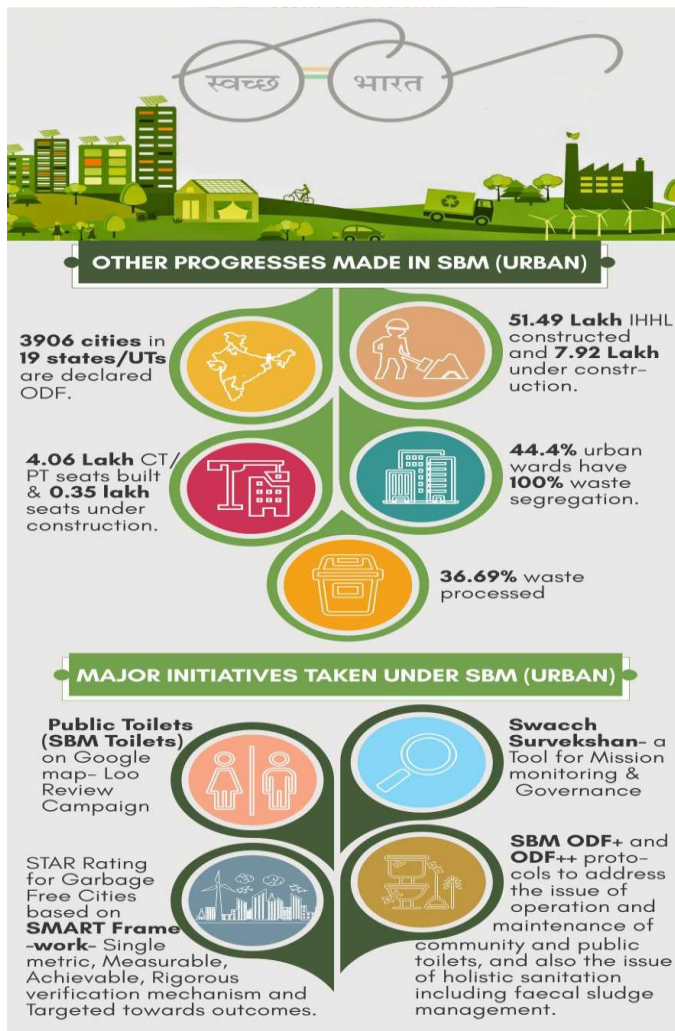 स्वच्छ भारत
OTHER PROGRESSES MADE IN SBM (URBAN)
3906 cities in
19 states/UTs
are declared
ODF.
51.49 Lakh IHHL
constructed
and 7.92 Lakh
under constr-
uction.
4.06 Lakh CT/
PT seats built
& 0.35 lakh
seats under
construction.
44.4% urban
wards have
100% waste
segregation.
36.69% waste
processed
MAJOR INITIATIVES TAKEN UNDER SBM (URBAN)
Public Toilets
(SBM Toilets)
on Google
map- Loo
Review
Campaign
Swacch
Survekshan- a
Tool for Mission
monitoring &
Governance
STAR Rating
for Garbage
Free Cities
based on
SMART Frame
-work- Single
metric, Measurable,
Achievable, Rigorous
verification mechanism and
Targeted towards outcomes.
SBM ODF+ and
ODF++ proto-
cols to address
the issue of
operation and
maintenance of
community and public
toilets, and also the issue
of holistic sanitation
including faecal sludge
management.